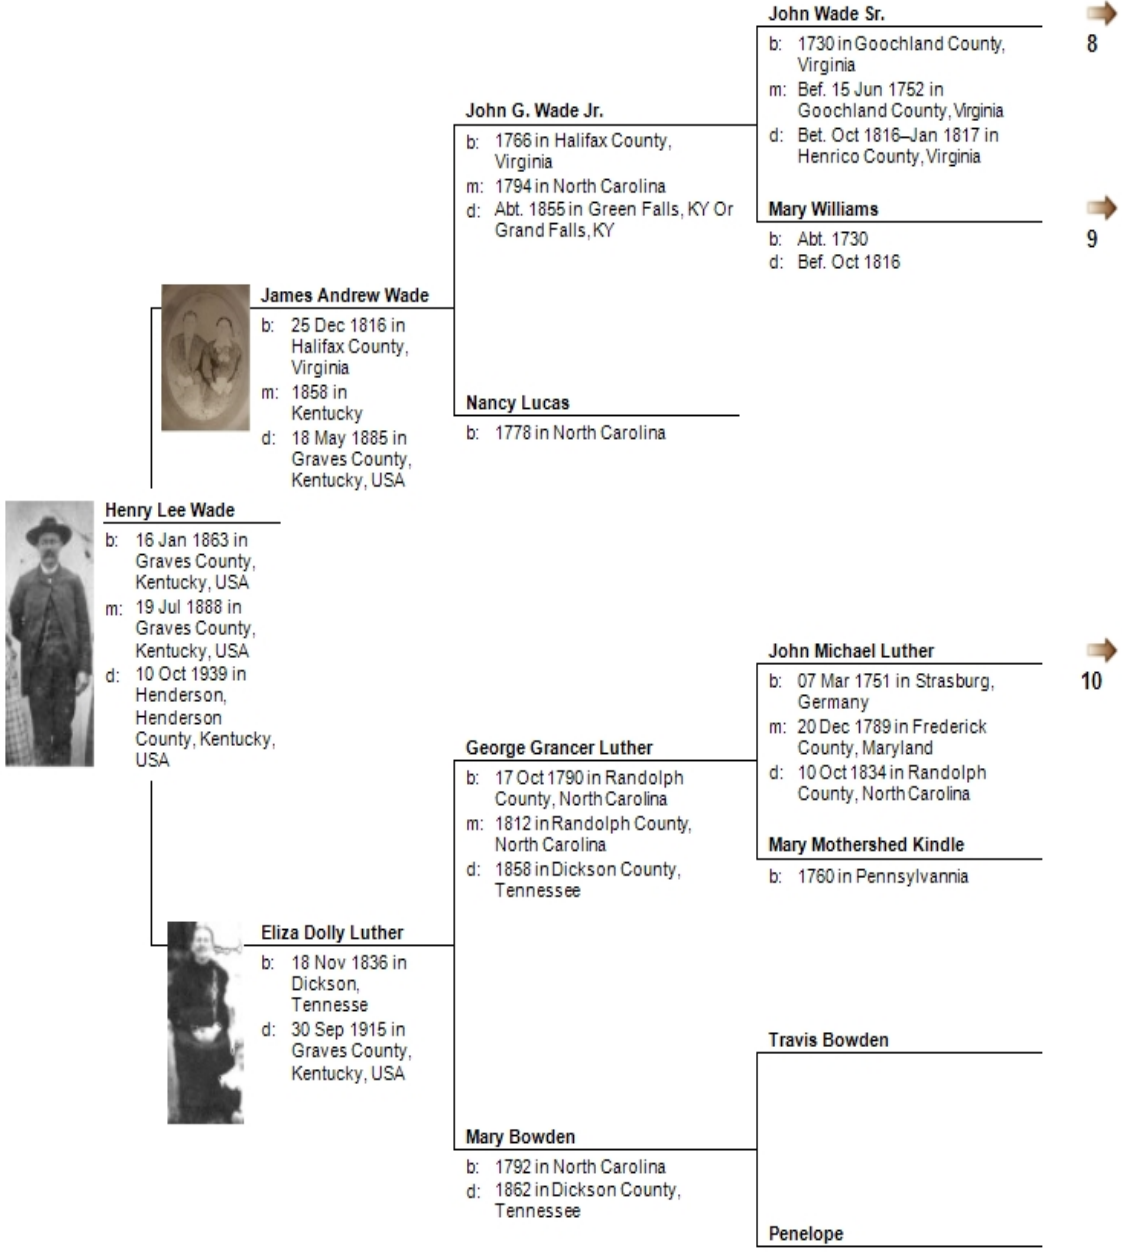 John Wade Sr.
b: 1730 in Goochland County,
Virginia
m: Bef. 15 Jun 1752 in
Goochland County, Virginia
d: Bet. Oct 1816–Jan 1817 in
Henrico County, Virginia
8
John G. Wade Jr.
b: 1766 in Halifax County,
Virginia
m: 1794 in North Carolina
d: Abt. 1855 in Green Falls, KY Or
Grand Falls, KY
Mary Williams
b: Abt. 1730
d: Bef. Oct 1816
9
James Andrew Wade
b: 25 Dec 1816 in
Halifax County,
Virginia
m: 1858 in
Kentucky
d: 18 May 1885 in
Graves County,
Kentucky, USA
Nancy Lucas
b: 1778 in North Carolina
Henry Lee Wade
b: 16 Jan 1863 in
Graves County,
Kentucky, USA
m: 19 Jul 1888 in
Graves County,
Kentucky, USA
d: 10 Oct 1939 in
Henderson,
Henderson
County, Kentucky,
USA
John Michael Luther
b: 07 Mar 1751 in Strasburg,
Germany
m: 20 Dec 1789 in Frederick
County, Maryland
d: 10 Oct 1834 in Randolph
County, North Carolina
10
George Grancer Luther
b: 17 Oct 1790 in Randolph
County, North Carolina
m: 1812 in Randolph County,
North Carolina
d: 1858 in Dickson County,
Tennessee
Mary Mothershed Kindle
b: 1760 in Pennsylvannia
Eliza Dolly Luther
b: 18 Nov 1836 in
Dickson,
Tennesse
d: 30 Sep 1915 in
Graves County,
Kentucky, USA
Travis Bowden
Mary Bowden
b: 1792 in North Carolina
d: 1862 in Dickson County,
Tennessee
Penelope